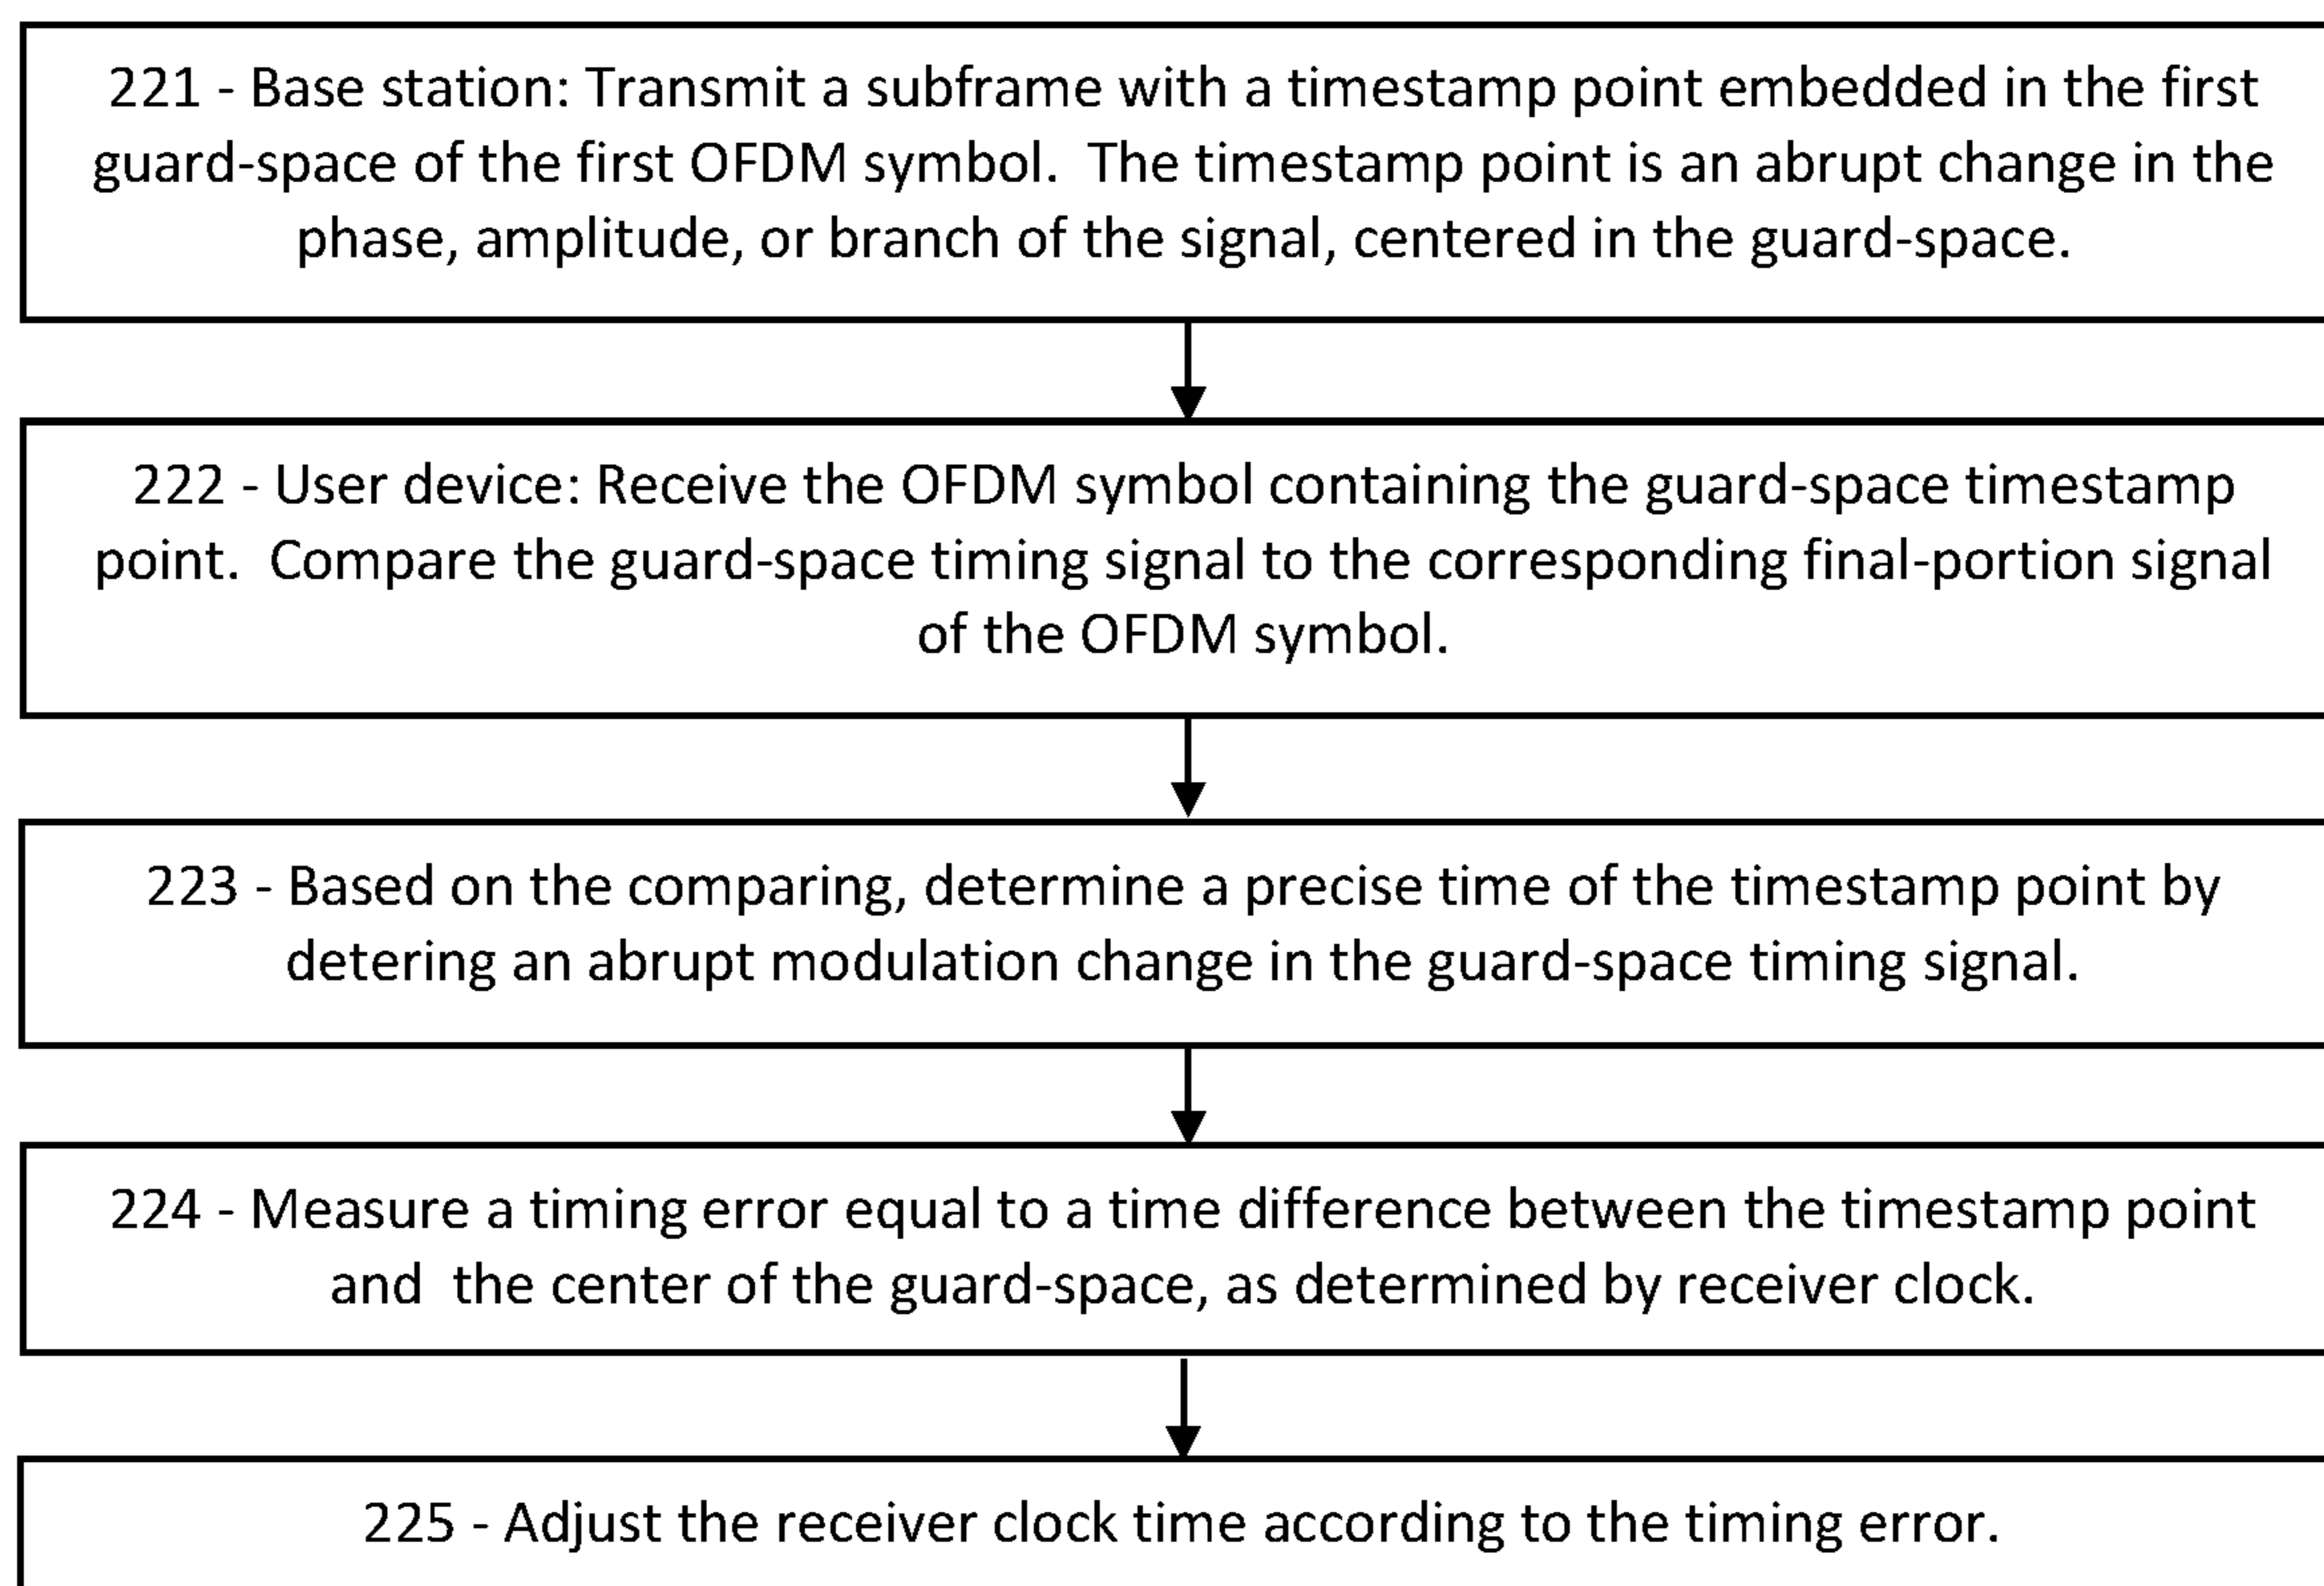 221 - Base station: Transmit a subframe with a timestamp point embedded in the first
guard-space of the first OFDM symbol.  The timestamp point is an abrupt change in the
phase, amplitude, or branch of the signal, centered in the guard-space.
222 - User device: Receive the OFDM symbol containing the guard-space timestamp
point.  Compare the guard-space timing signal to the corresponding final-portion signal
of the OFDM symbol.
223 - Based on the comparing, determine a precise time of the timestamp point by
detering an abrupt modulation change in the guard-space timing signal.
224 - Measure a timing error equal to a time difference between the timestamp point
and  the center of the guard-space, as determined by receiver clock.
225 - Adjust the receiver clock time according to the timing error.